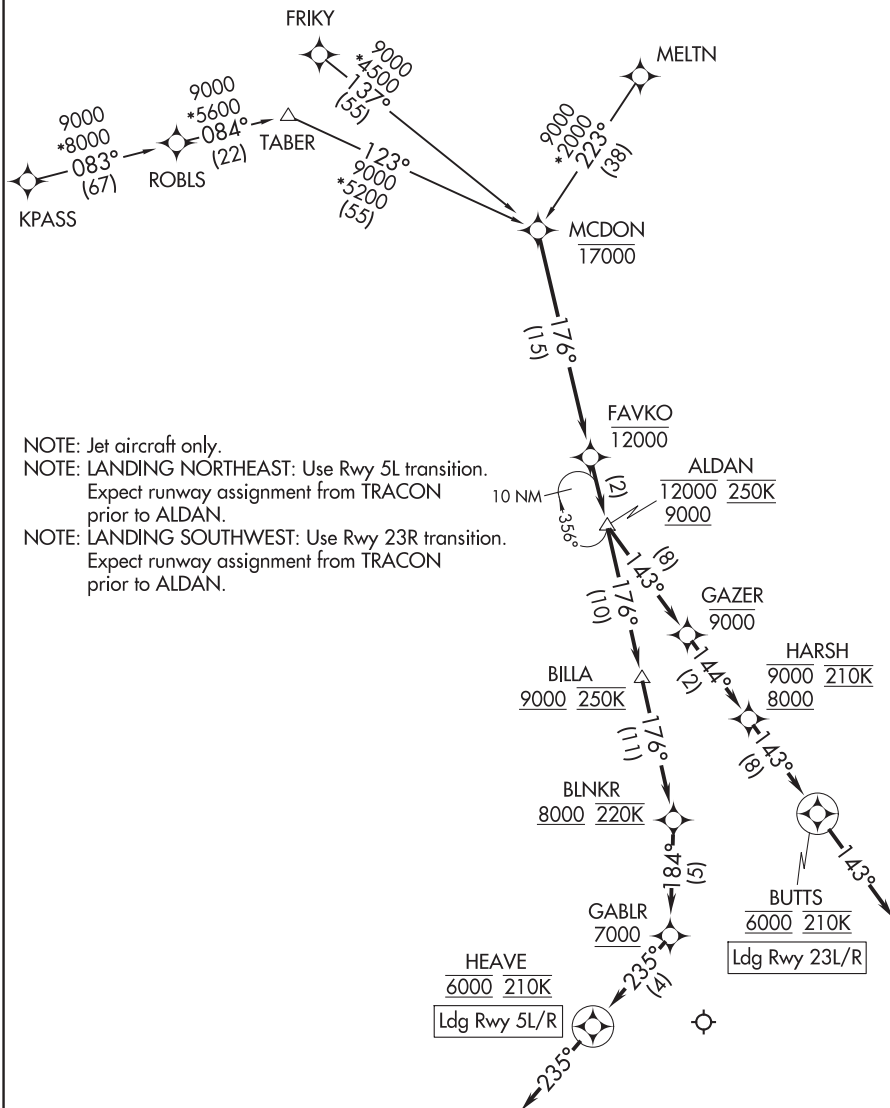 FRIKY
9000
*4500
137°
(55)
MELTN
9000
*2000
223°
(38)
9000
*5600
084°
(22)
TABER
9000
*8000
083°
(67)
ROBLS
KPASS
123°
9000
*5200
(55)
MCDON
17000
176°
(15)
FAVKO
12000
(2)
ALDAN
12000 250K
9000
10 NM
356°
NOTE: Jet aircraft only.
NOTE: LANDING NORTHEAST: Use Rwy 5L transition.
Expect runway assignment from TRACON
prior to ALDAN.
NOTE: LANDING SOUTHWEST: Use Rwy 23R transition.
Expect runway assignment from TRACON
prior to ALDAN.
(8)
143°
176°
(10)
GAZER
9000
144°
(2)
HARSH
9000 210K
8000
BILLA
9000 250K
176°
(11)
143°
(8)
BLNKR
8000 220K
143°
184°
(5)
BUTTS
6000 210K
Ldg Rwy 23L/R
GABLR
7000
235°
(4)
HEAVE
6000 210K
Ldg Rwy 5L/R
235°